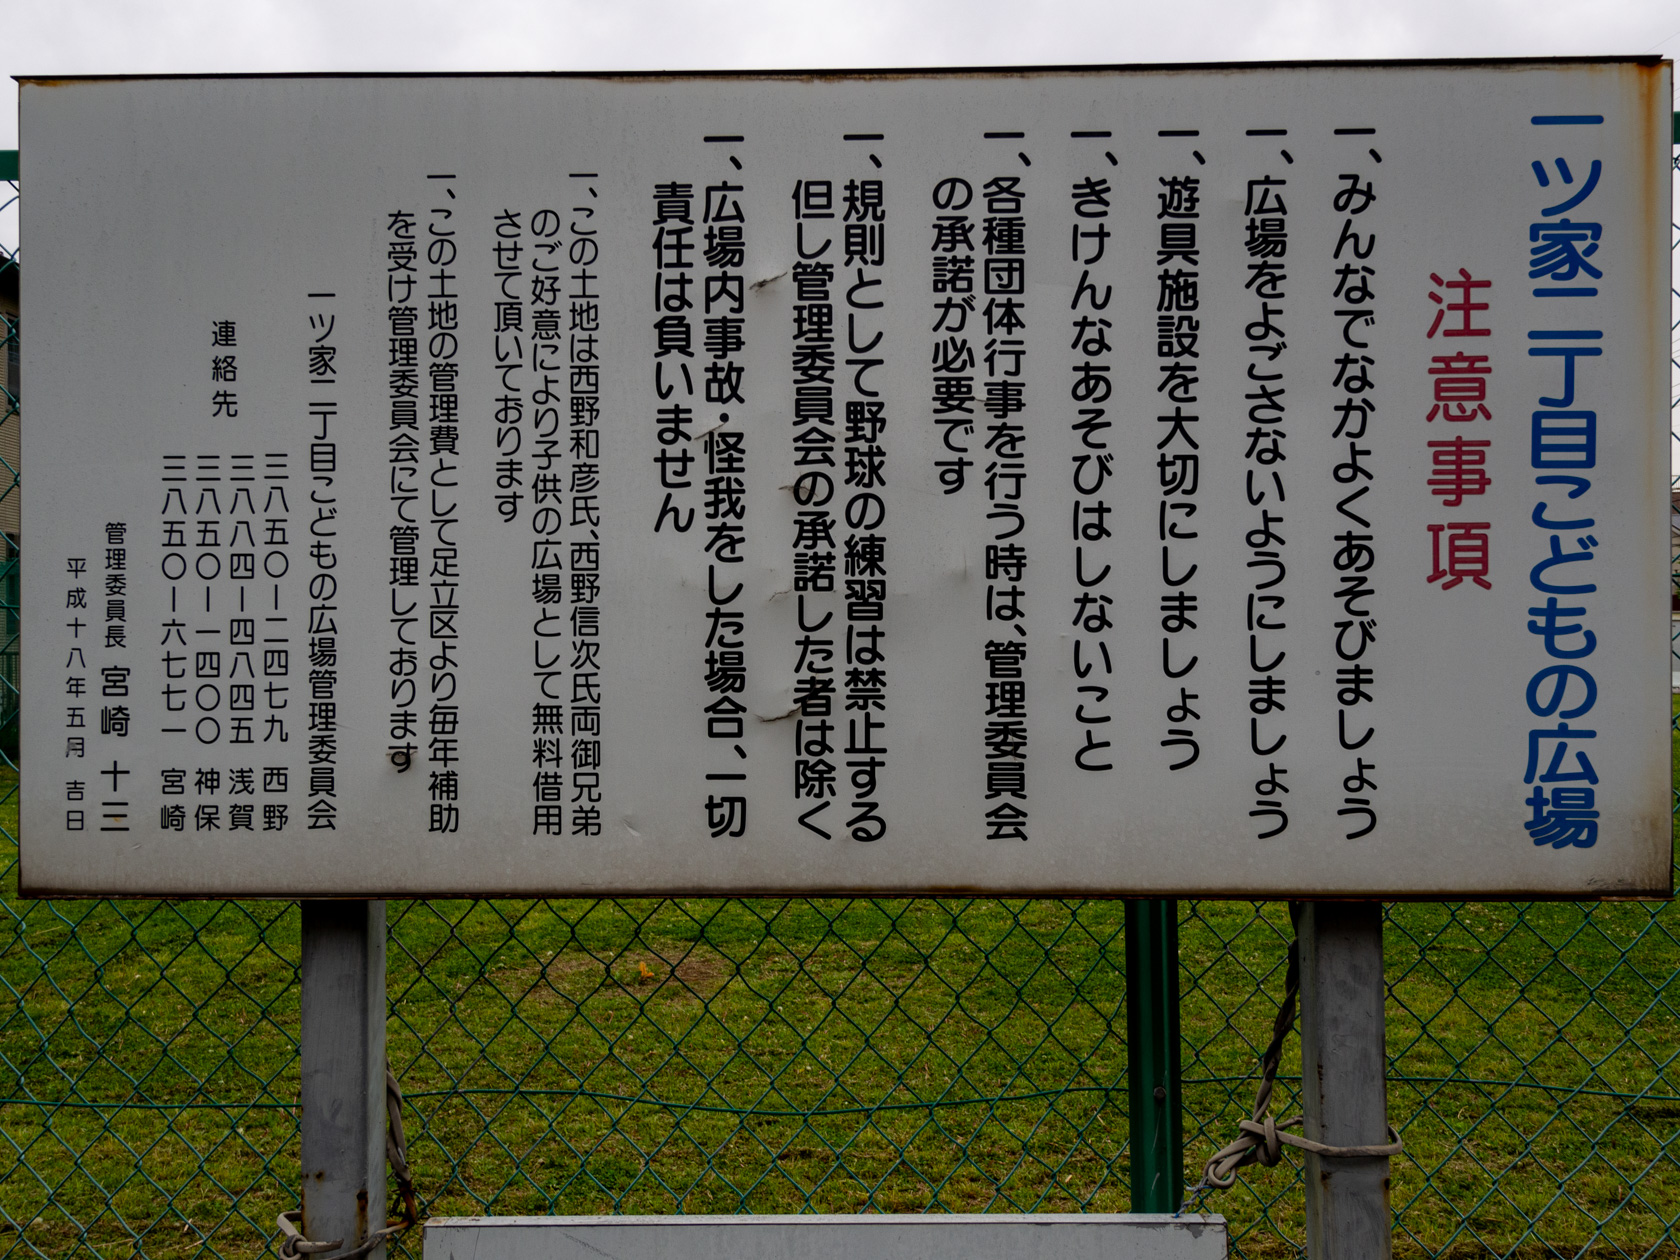 一ツ家二丁目こどもの広場
注意事項
一、みんなでなかよくあそびましょう
一、広場をよごさないようにしましょう
一、遊具施設を大切にしましょう
一、きけんなあそびはしないこと
一、各種団体行事を行う時は、管理委員会
の承諾が必要です
一、規則として野球の練習は禁止する
但し管理委員会の承諾した者は除く
一、広場内事故・怪我をした場合、一切
責任は負いません
一、この土地は西野和彦氏、西野信次氏両御兄弟
のご好意により子供の広場として無料借用
させて頂いております
一、この土地の管理費として足立区より毎年補助
を受け管理委員会にて管理しております
一ツ家二丁目こどもの広場管理委員会
連絡先
三八五〇ー二四七九 西野
三八八四ー四八四五 浅賀
三八五〇ー一四〇〇 神保
三八五〇ー六七七一 宮崎
管理委員長 宮崎 十三
平成十八年五月 吉日